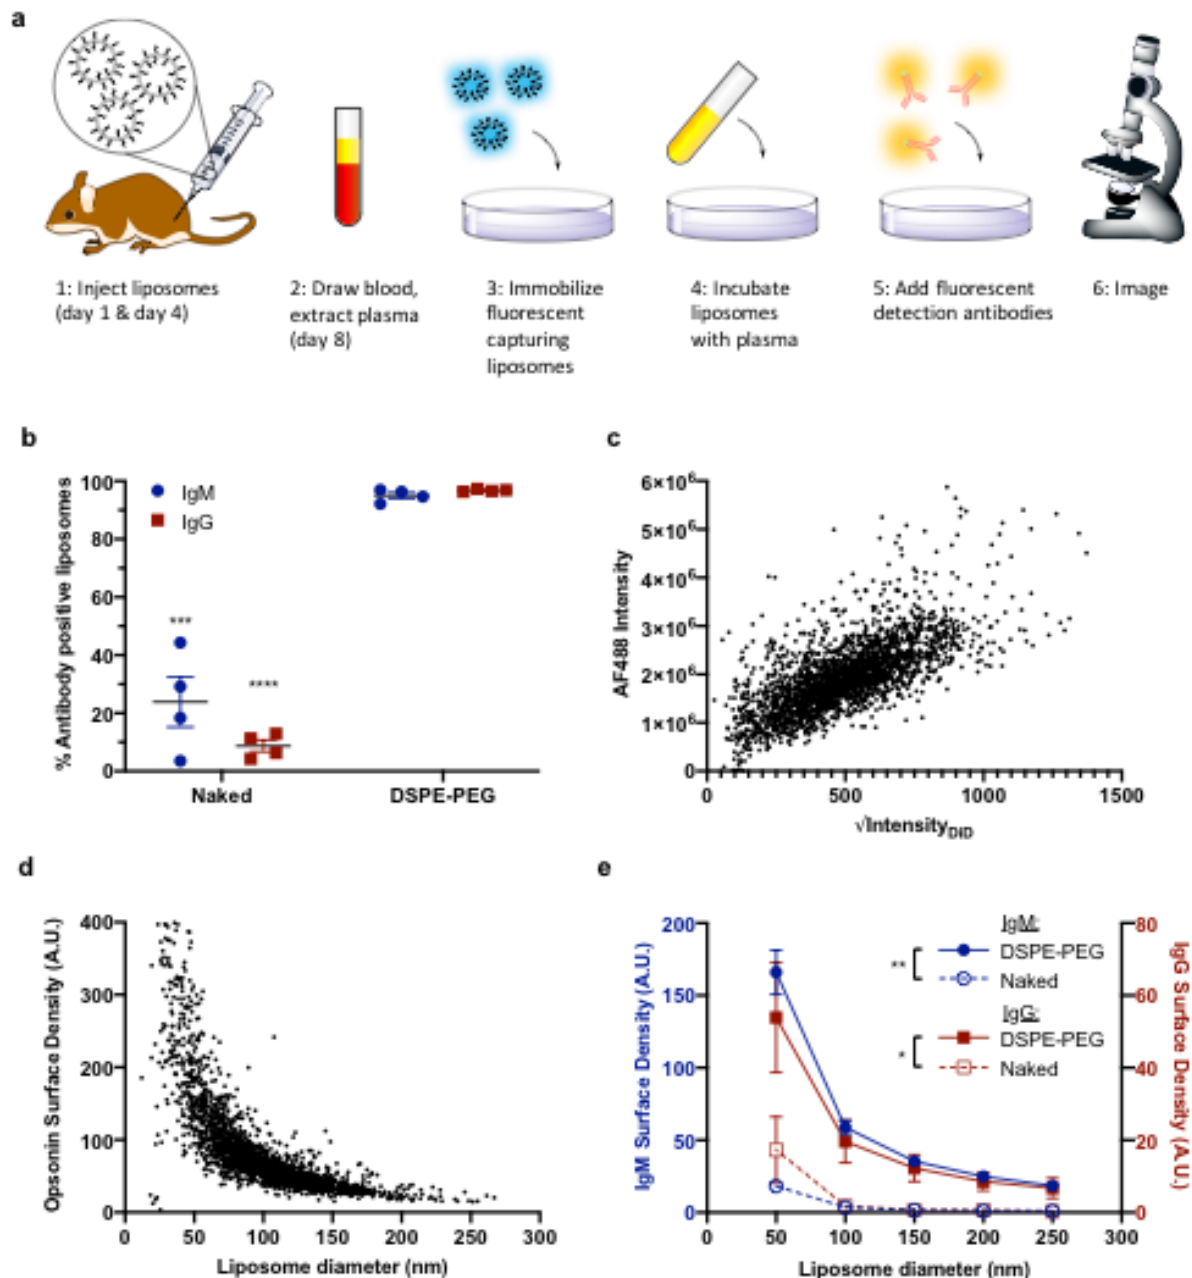 a
1: Inject liposomes
(day 1 & day 4)
2: Draw blood,
extract plasma
(day 8)
3: Immobilize
fluorescent
capturing
liposomes
4: Incubate
liposomes
with plasma
5: Add fluorescent
detection antibodies
6: Image
b
% Antibody positive liposomes
100
80
60
40
20
0
IgM
IgG
***
****
Naked
DSPE-PEG
c
AF488 Intensity
6×10⁶
5×10⁶
4×10⁶
3×10⁶
2×10⁶
1×10⁶
0
0
500
1000
1500
√Intensity_DID
d
Opsonin Surface Density (A.U.)
400
300
200
100
0
0
50
100
150
200
250
300
Liposome diameter (nm)
e
IgM Surface Density (A.U.)
200
150
100
50
0
IgM:
DSPE-PEG
**
Naked
IgG:
DSPE-PEG
*
Naked
80
60
40
20
0
IgG Surface Density (A.U.)
0
50
100
150
200
250
300
Liposome diameter (nm)